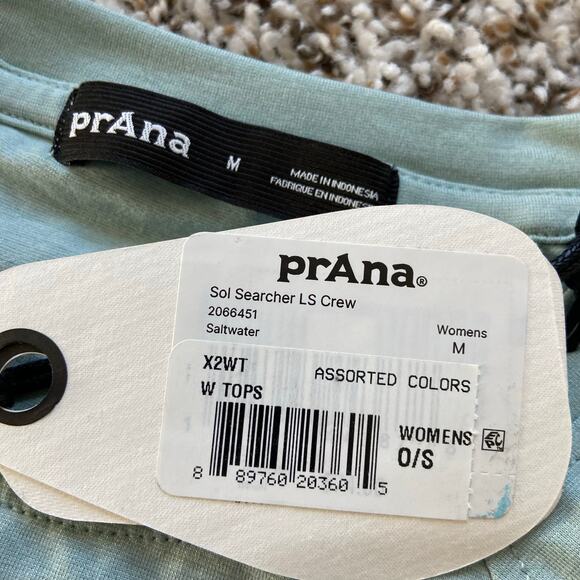 prAna
M
MADE IN INDONESIA
FABRIQUE EN INDONESIA
prAna®
Sol Searcher LS Crew
2066451
Saltwater
Womens
M
X2WT
ASSORTED COLORS
W TOPS
WOMENS
O/S
8 89760 20360 5